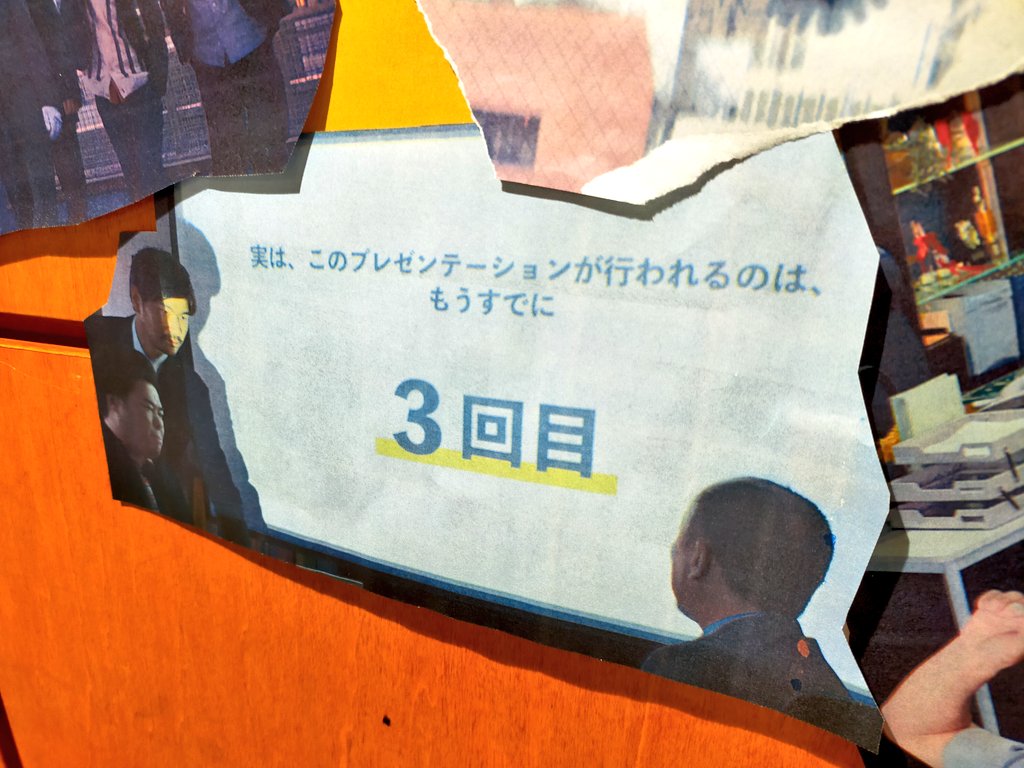 実は、このプレゼンテーションが行われるのは、
もうすでに
3回目